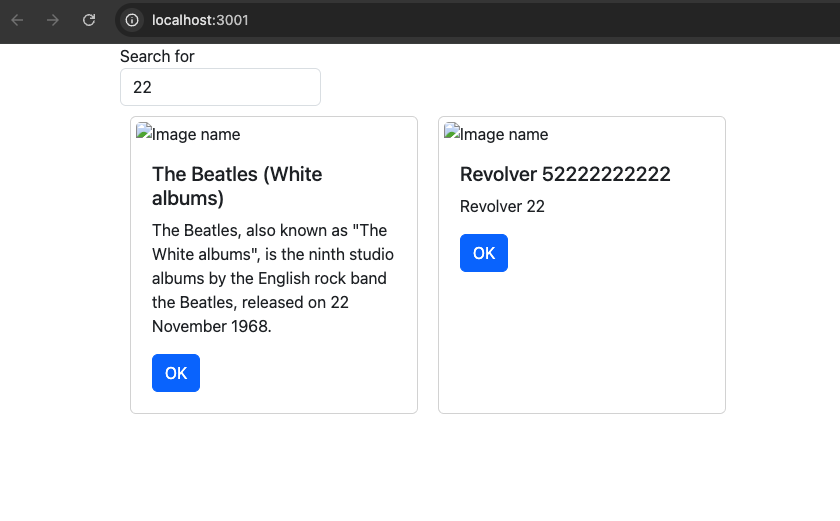 localhost:3001
Search for
22
Image name
The Beatles (White
albums)
The Beatles, also known as "The
White albums", is the ninth studio
albums by the English rock band
the Beatles, released on 22
November 1968.
OK
Image name
Revolver 52222222222
Revolver 22
OK